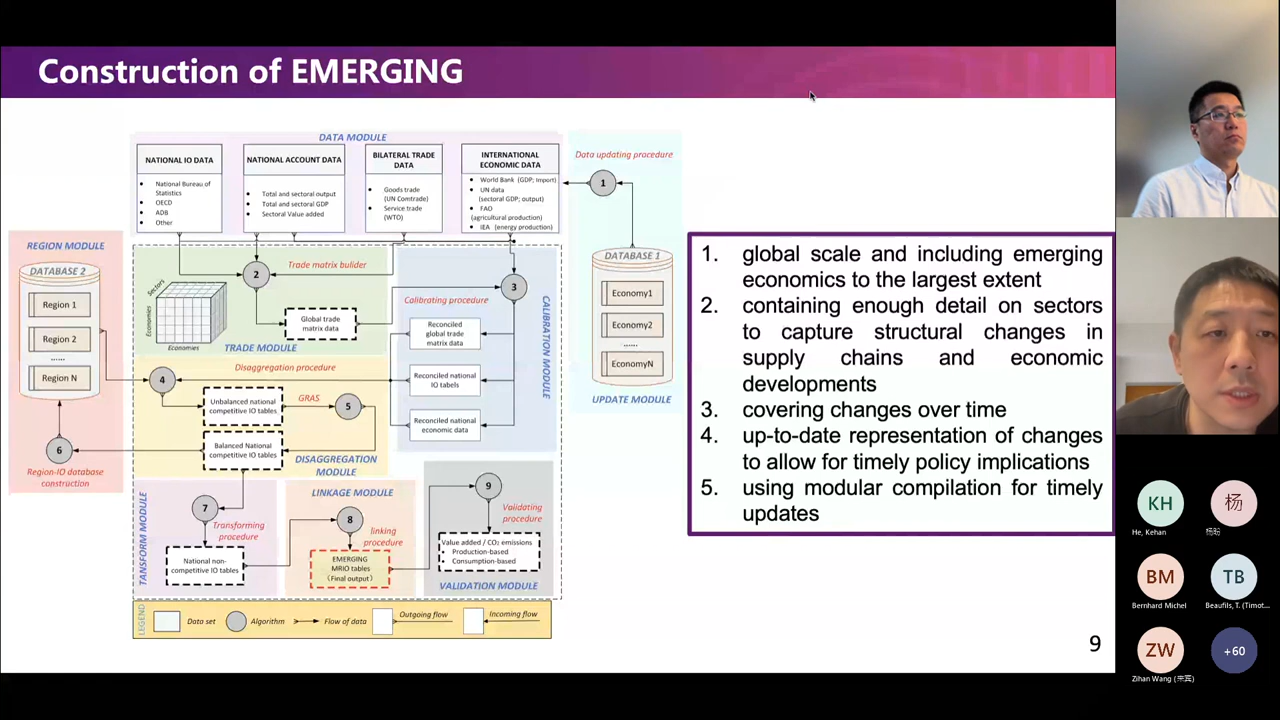 Construction of EMERGING
DATA MODULE
NATIONAL IO DATA
• National Bureau of
Statistics
• OECD
• ADB
• Other
NATIONAL ACCOUNT DATA
• Total and sectoral output
• Total and sectoral GDP
• Sectoral Value added
BILATERAL TRADE
DATA
• Goods trade
(UN Comtrade)
• Service trade
(WTO)
INTERNATIONAL
ECONOMIC DATA
• World Bank (GDP; import)
• UN data
(sectoral GDP; output)
• FAO
(agricultural production)
• IEA (energy production)
Data updating procedure
1
DATABASE 1
Economy1
Economy2
......
EconomyN
UPDATE MODULE
REGION MODULE
DATABASE 2
Region 1
Region 2
......
Region N
6
Region-IO database
construction
2
Trade matrix bulider
Sectors
Economies
Economies
Global trade
matrix data
TRADE MODULE
3
Calibrating procedure
Reconciled
global trade
matrix data
Reconciled national
IO tabels
Reconciled national
economic data
CALIBRATION MODULE
Disaggregation procedure
4
Unbalanced national
competitive IO tables
GRAS
5
Balanced National
competitive IO tables
DISAGGREGATION
MODULE
TANSFORM MODULE
7
Transforming
procedure
National non-
competitive IO tables
LINKAGE MODULE
8
linking
procedure
EMERGING
MRIO tables
(Final output)
9
Validating
procedure
Value added / CO₂ emissions
• Production-based
• Consumption-based
VALIDATION MODULE
LEGEND
Data set
Algorithm
Flow of data
Outgoing flow
Incoming flow
1. global scale and including emerging
economics to the largest extent
2. containing enough detail on sectors
to capture structural changes in
supply chains and economic
developments
3. covering changes over time
4. up-to-date representation of changes
to allow for timely policy implications
5. using modular compilation for timely
updates
9
KH
He, Kehan
杨
杨盼
BM
Bernhard Michel
TB
Beaufils, T. (Timot...
ZW
Zihan Wang (朱宾)
+60